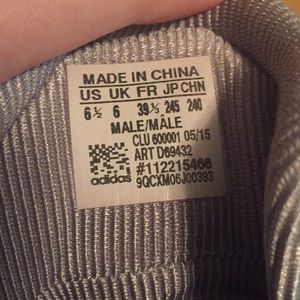 MADE IN CHINA
US UK FR JP CHN
6½ 6 39⅓ 245 240
MALE/MÂLE
CLU 600001 05/15
ART D69432
#112215466
9QCXM06J00393
adidas